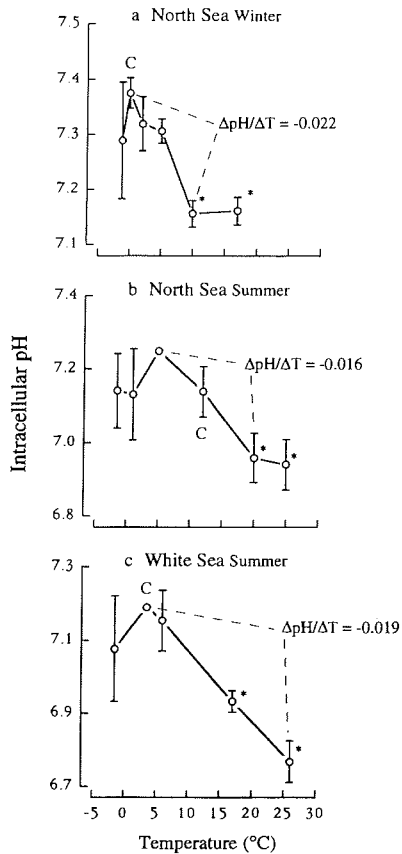 a North Sea Winter
7.5
C
7.4
7.3
ΔpH/ΔT = -0.022
7.2
*
*
7.1
b North Sea Summer
7.4
7.2
ΔpH/ΔT = -0.016
C
7.0
*
*
6.8
Intracellular pH
c White Sea Summer
7.3
C
7.1
ΔpH/ΔT = -0.019
6.9
*
*
6.7
-5 0 5 10 15 20 25 30
Temperature (°C)